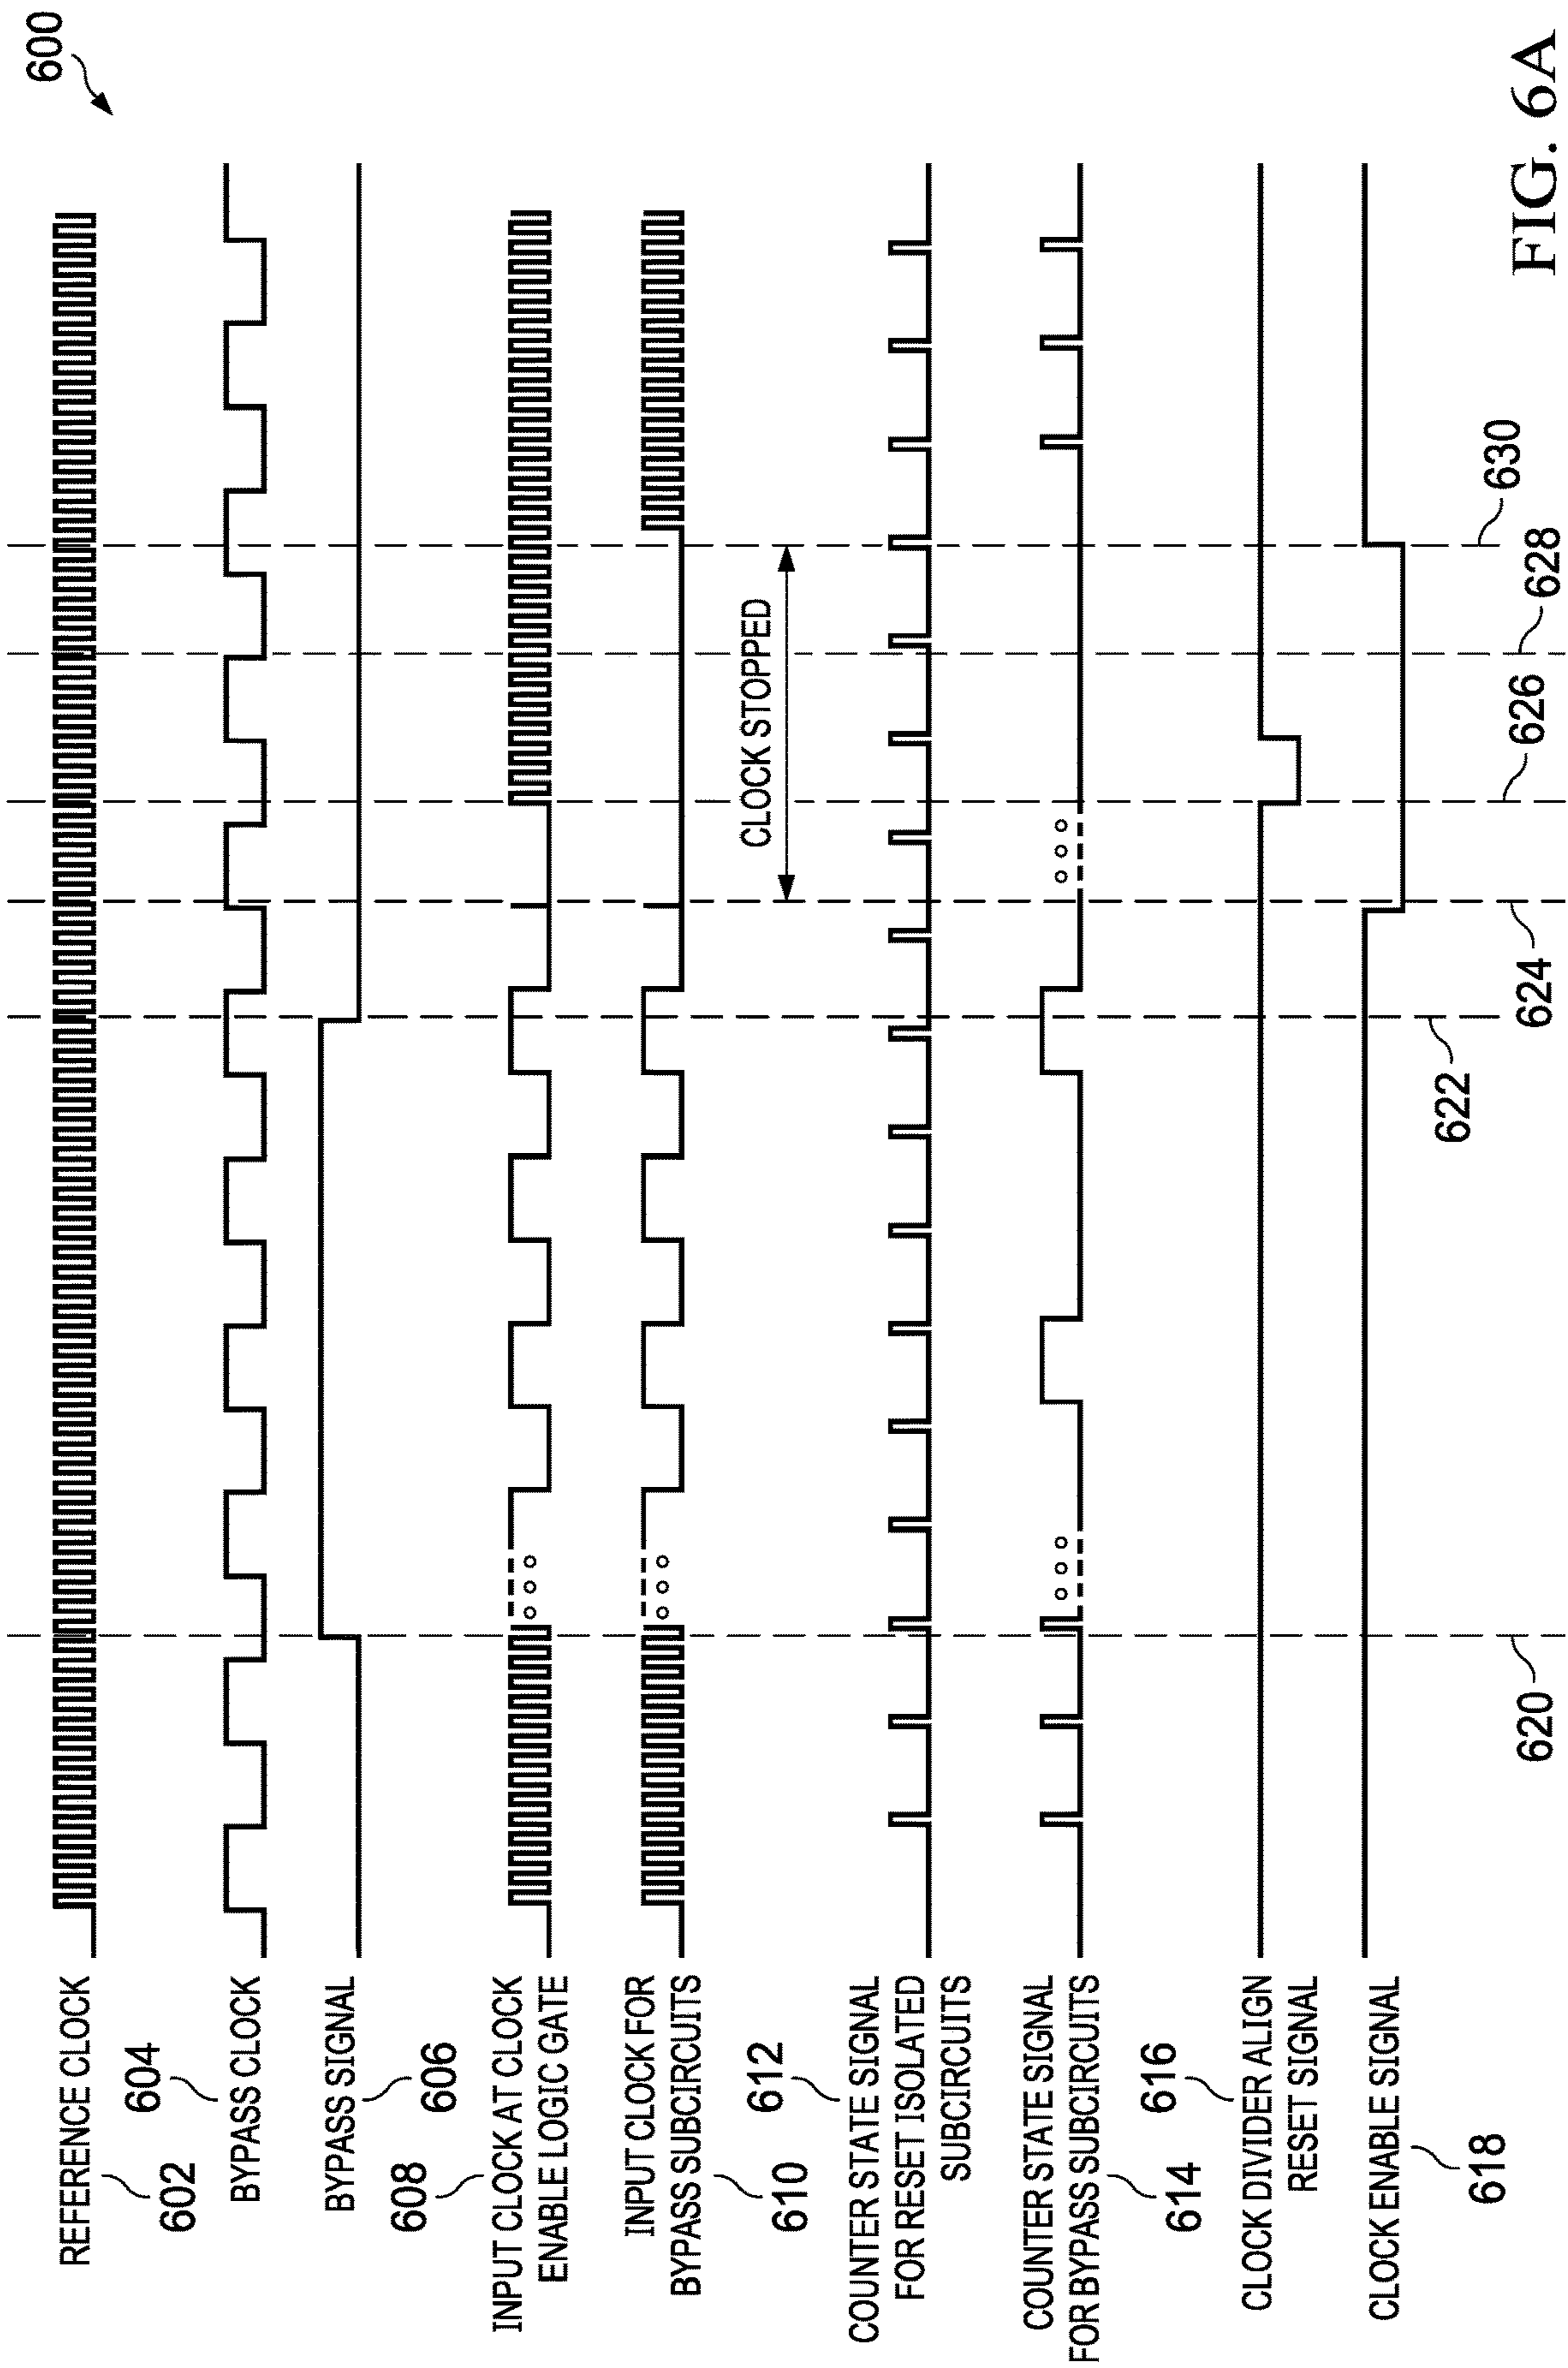 600
REFERENCE CLOCK
602
604
BYPASS CLOCK
BYPASS SIGNAL
606
608
INPUT CLOCK AT CLOCK
ENABLE LOGIC GATE
INPUT CLOCK FOR
BYPASS SUBCIRCUITS
610
CLOCK STOPPED
612
COUNTER STATE SIGNAL
FOR RESET ISOLATED
SUBCIRCUITS
COUNTER STATE SIGNAL
FOR BYPASS SUBCIRCUITS
614
616
CLOCK DIVIDER ALIGN
RESET SIGNAL
CLOCK ENABLE SIGNAL
618
620
622
624
626
628
630
FIG. 6A